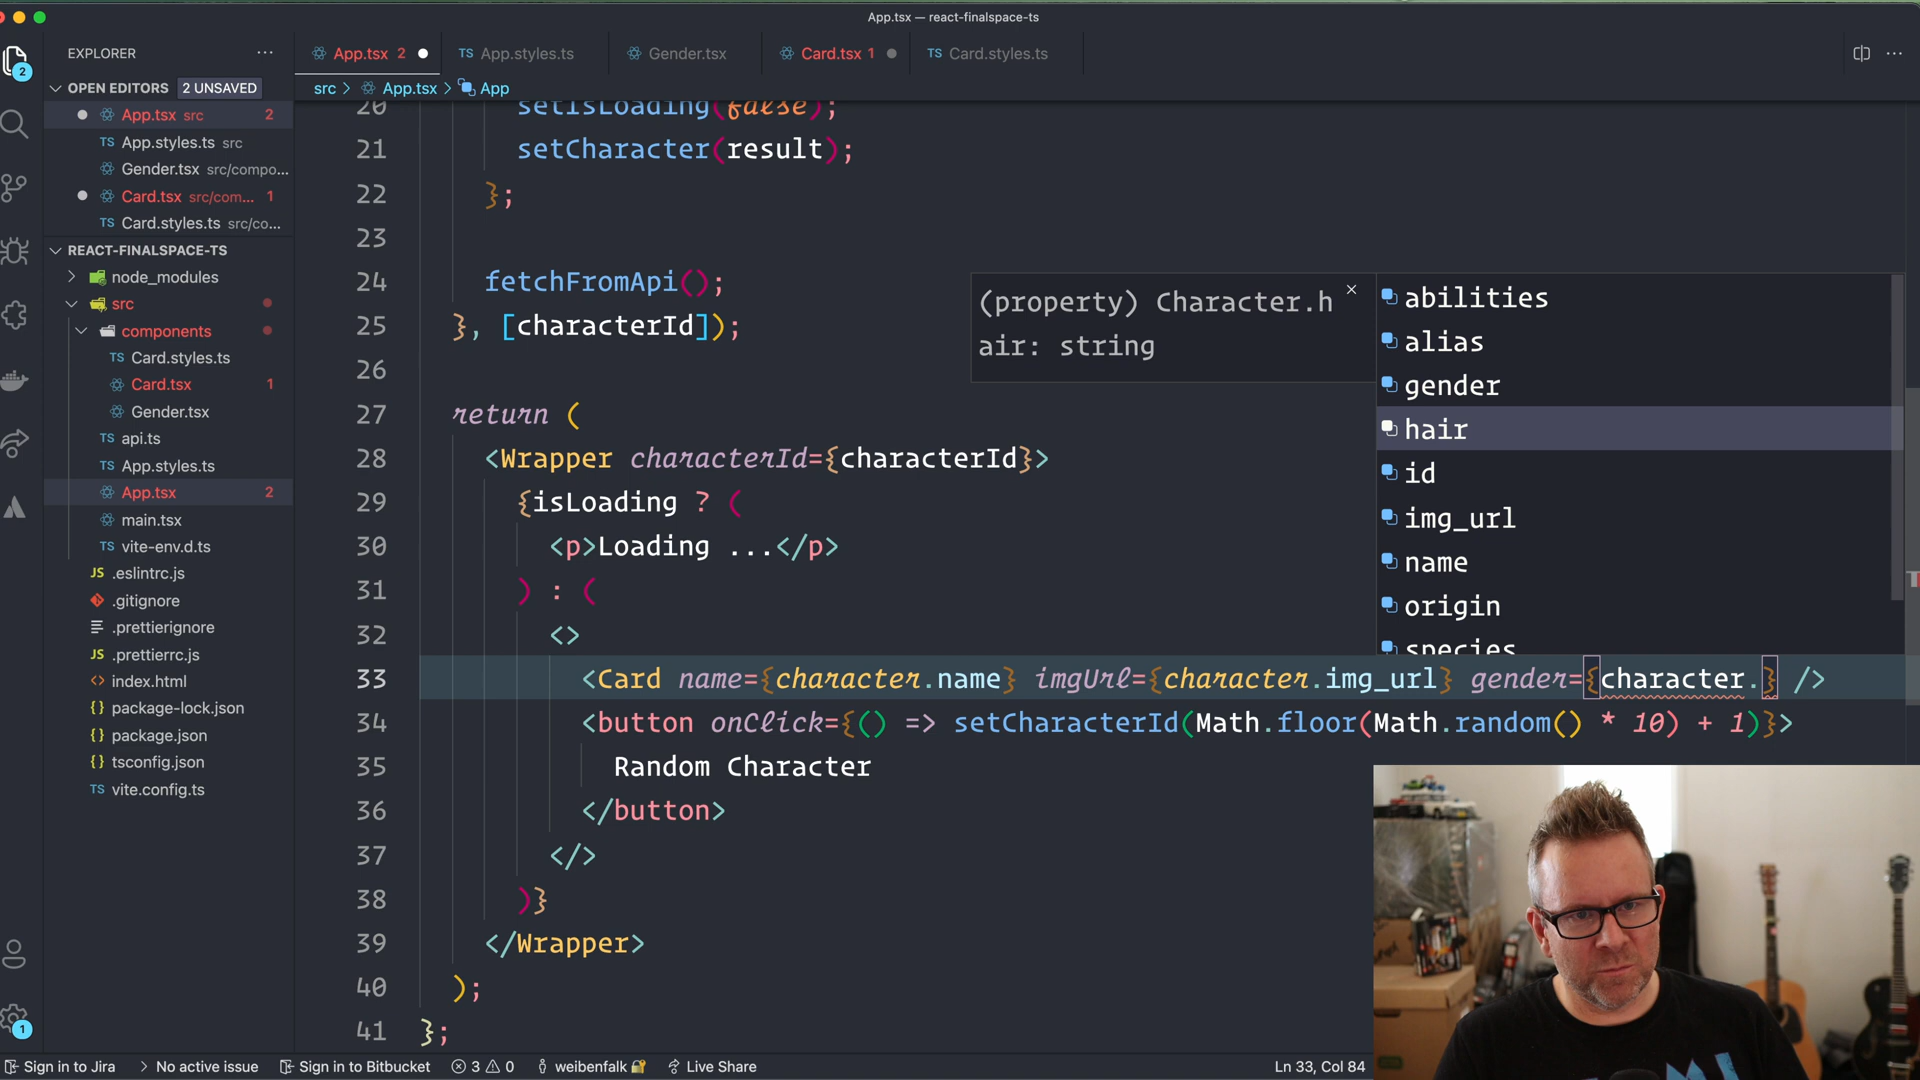 App.tsx — react-finalspace-ts
EXPLORER
App.tsx 2
App.styles.ts
Gender.tsx
Card.tsx 1
Card.styles.ts
OPEN EDITORS 2 UNSAVED
App.tsx src 2
App.styles.ts src
Gender.tsx src/compo...
Card.tsx src/com... 1
Card.styles.ts src/co...
REACT-FINALSPACE-TS
node_modules
src
components
Card.styles.ts
Card.tsx 1
Gender.tsx
api.ts
App.styles.ts
App.tsx 2
main.tsx
vite-env.d.ts
.eslintrc.js
.gitignore
.prettierignore
.prettierrc.js
index.html
package-lock.json
package.json
tsconfig.json
vite.config.ts
src > App.tsx > App
20 setIsLoading(false);
21 setCharacter(result);
22 };
23
24 fetchFromApi();
25 }, [characterId]);
26
27 return (
28 <Wrapper characterId={characterId}>
29 {isLoading ? (
30 <p>Loading ...</p>
31 ) : (
32 <>
33 <Card name={character.name} imgUrl={character.img_url} gender={character.} />
34 <button onClick={() => setCharacterId(Math.floor(Math.random() * 10) + 1)}>
35 Random Character
36 </button>
37 </>
38 )}
39 </Wrapper>
40 );
41 };
(property) Character.h
air: string
abilities
alias
gender
hair
id
img_url
name
origin
species
2
1
Sign in to Jira
No active issue
Sign in to Bitbucket
3
0
weibenfalk
Live Share
Ln 33, Col 84